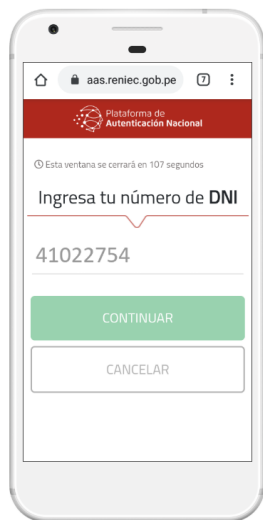 aas.reniec.gob.pe 7
Plataforma de
Autenticación Nacional
Esta ventana se cerrará en 107 segundos
Ingresa tu número de DNI
41022754
CONTINUAR
CANCELAR